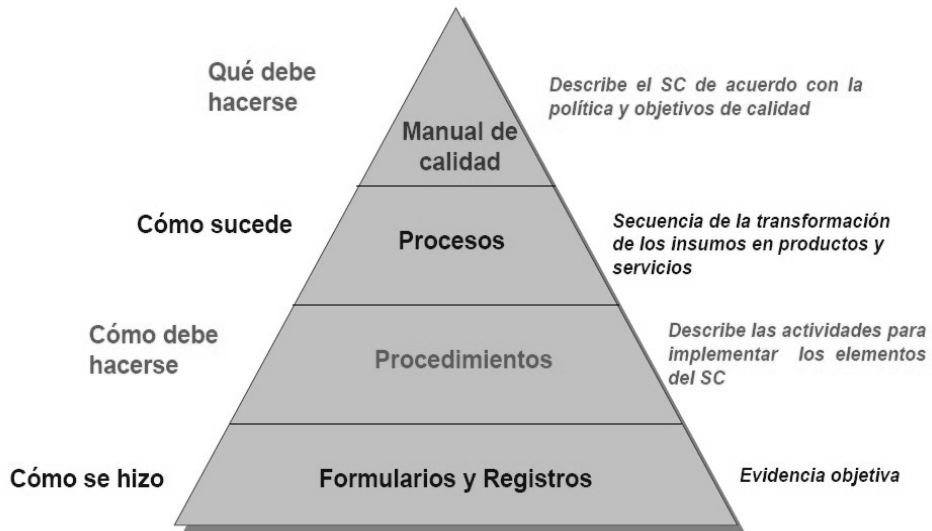 Qué debe
hacerse
Describe el SC de acuerdo con la
política y objetivos de calidad
Manual de
calidad
Cómo sucede
Procesos
Secuencia de la transformación
de los insumos en productos y
servicios
Cómo debe
hacerse
Procedimientos
Describe las actividades para
implementar los elementos
del SC
Cómo se hizo
Formularios y Registros
Evidencia objetiva